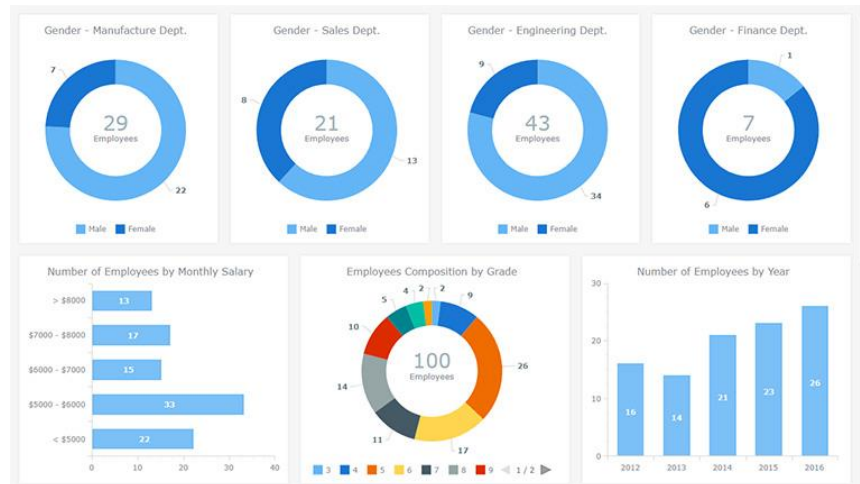 Gender - Manufacture Dept.
7
29
Employees
22
Male Female
Gender - Sales Dept.
8
21
Employees
13
Male Female
Gender - Engineering Dept.
9
43
Employees
34
Male Female
Gender - Finance Dept.
1
7
Employees
6
Male Female
Number of Employees by Monthly Salary
> $8000 13
$7000 - $8000 17
$6000 - $7000 15
$5000 - $6000 33
< $5000 22
0 10 20 30 40
Employees Composition by Grade
5 4 2 2 9
10
100
Employees
26
14
11
17
3 4 5 6 7 8 9 1 / 2
Number of Employees by Year
30
20
10
0
16 14 21 23 26
2012 2013 2014 2015 2016